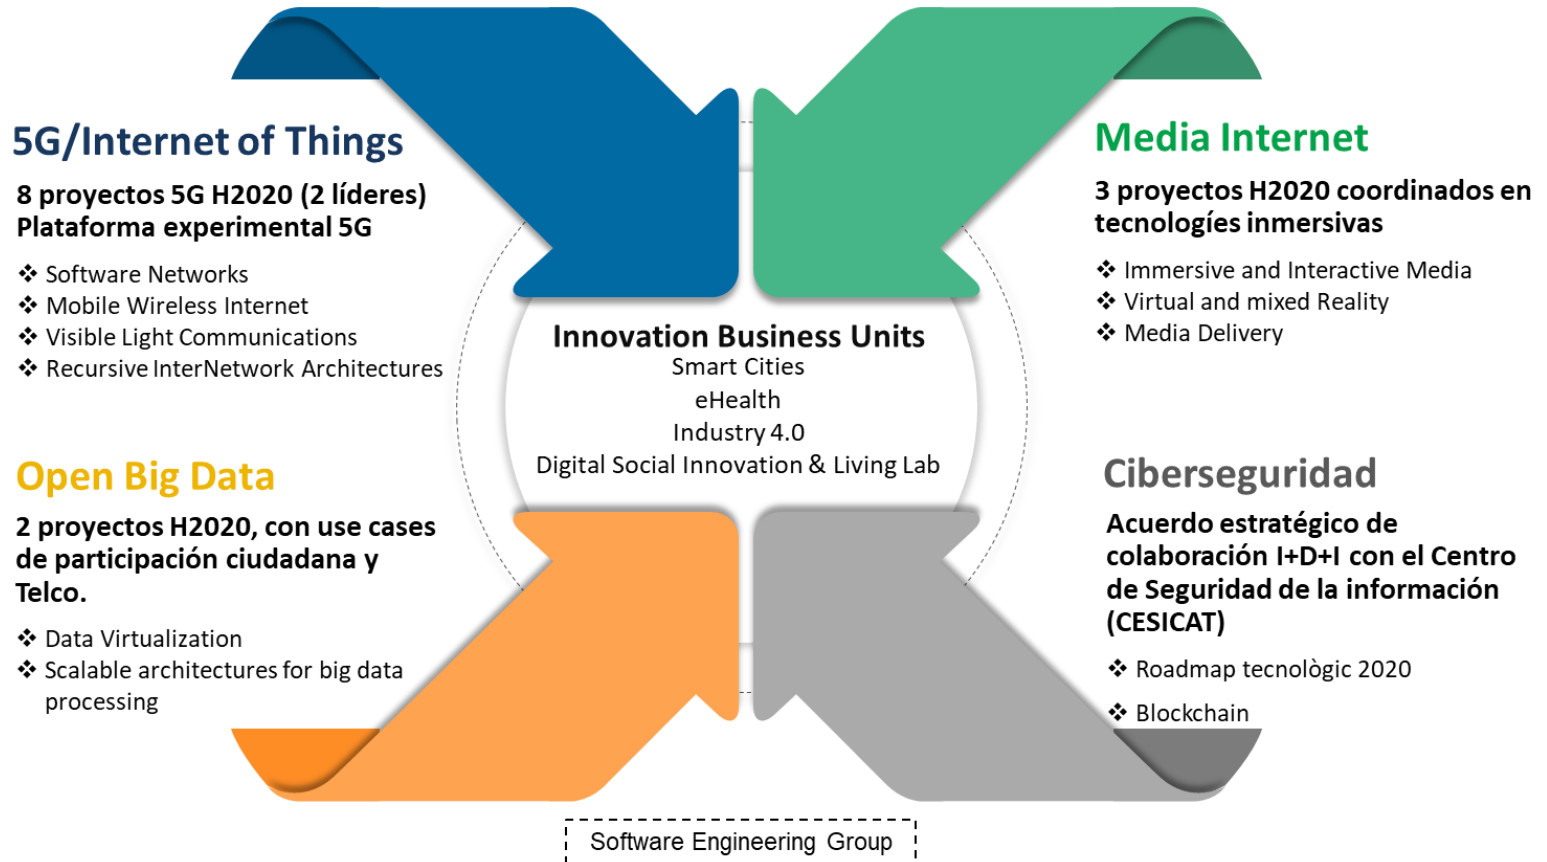 5G/Internet of Things
8 proyectos 5G H2020 (2 líderes)
Plataforma experimental 5G
❖ Software Networks
❖ Mobile Wireless Internet
❖ Visible Light Communications
❖ Recursive InterNetwork Architectures
Media Internet
3 proyectos H2020 coordinados en
tecnologíes inmersivas
❖ Immersive and Interactive Media
❖ Virtual and mixed Reality
❖ Media Delivery
Innovation Business Units
Smart Cities
eHealth
Industry 4.0
Digital Social Innovation & Living Lab
Open Big Data
2 proyectos H2020, con use cases
de participación ciudadana y
Telco.
❖ Data Virtualization
❖ Scalable architectures for big data
processing
Ciberseguridad
Acuerdo estratégico de
colaboración I+D+I con el Centro
de Seguridad de la información
(CESICAT)
❖ Roadmap tecnològic 2020
❖ Blockchain
Software Engineering Group